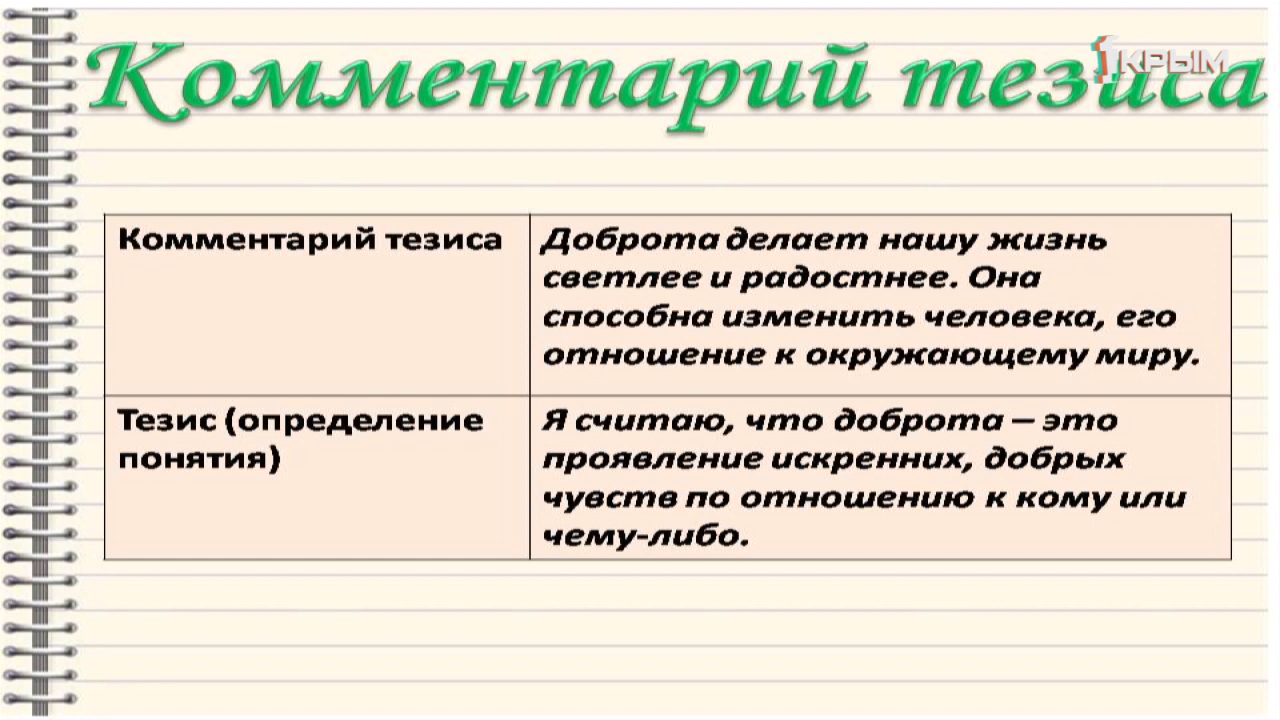 Комментарий тезиса
1КРЫМ
Комментарий тезиса
Доброта делает нашу жизнь
светлее и радостнее. Она
способна изменить человека, его
отношение к окружающему миру.
Тезис (определение
понятия)
Я считаю, что доброта – это
проявление искренних, добрых
чувств по отношению к кому или
чему-либо.